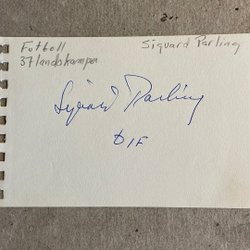 Fotboll
Sigvard Parling
37 landskamper
Sigvard Parling
DIF